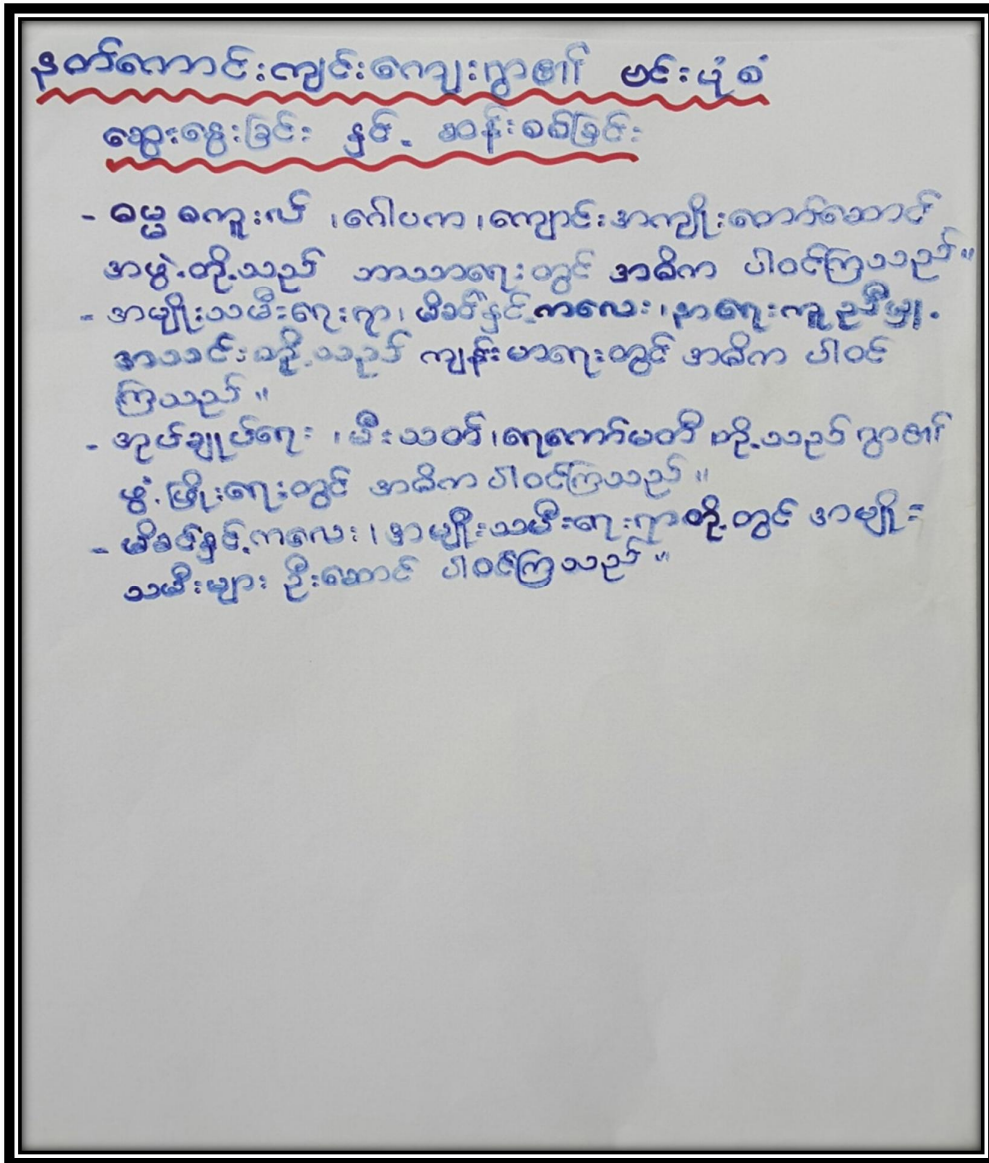 နတ်ကောင်းကျင်းကျေးရွာ၏ ဗင်းပုံစံ
ဆွေးနွေးခြင်း နှင့် ဆန်းစစ်ခြင်း
- ဓမ္မစကူးလ် ၊ဂေါပက ၊ကျောင်းအကျိုးတော်ဆောင်
အဖွဲ့တို့သည် ဘာသာရေးတွင် အဓိက ပါဝင်ကြသည်။
- အမျိုးသမီးရေးရာ၊ မိခင်နှင့်ကလေး ၊နာရေးကူညီမှု
အသင်းတို့သည် ကျန်းမာရေးတွင် အဓိက ပါဝင်
ကြသည်။
- အုပ်ချုပ်ရေး ၊မီးသတ် ၊ရေကော်မတီ တို့သည် ရွာ၏
ဖွံ့ဖြိုးရေးတွင် အဓိက ပါဝင်ကြသည်။
- မိခင်နှင့်ကလေး ၊အမျိုးသမီးရေးရာတို့တွင် အမျိုး
သမီးများ ဦးဆောင် ပါဝင်ကြသည်။